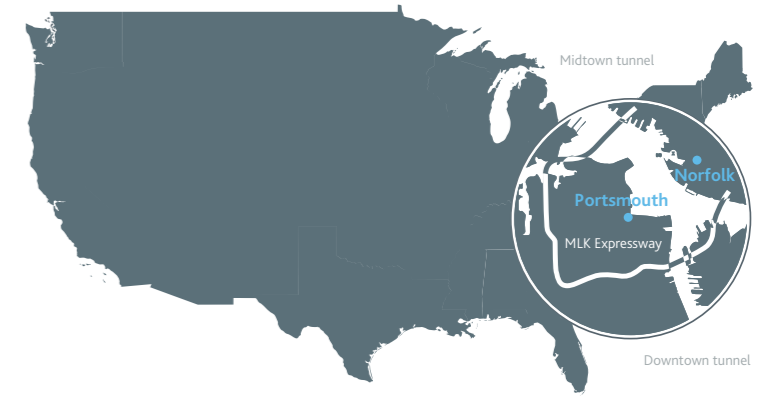 Midtown tunnel
Norfolk
Portsmouth
MLK Expressway
Downtown tunnel